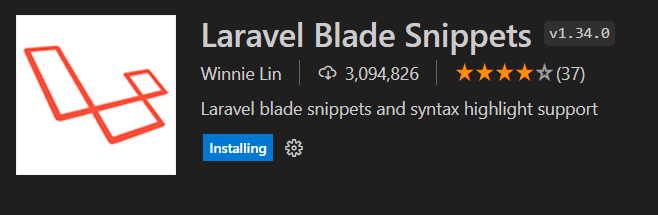 Laravel Blade Snippets v1.34.0
Winnie Lin 3,094,826 (37)
Laravel blade snippets and syntax highlight support
Installing